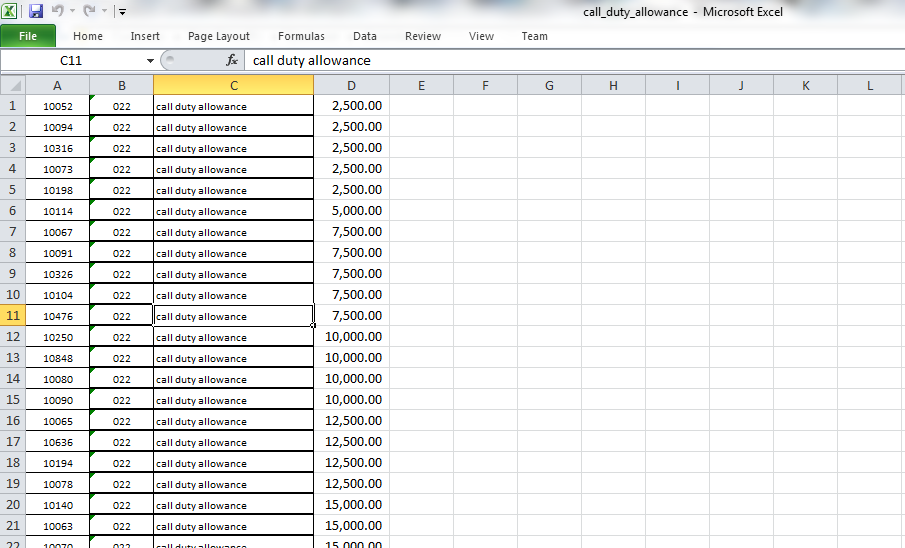 call_duty_allowance - Microsoft Excel
File Home Insert Page Layout Formulas Data Review View Team
C11 fx call duty allowance
A B C D E F G H I J K L
1 10052 022 call duty allowance 2,500.00
2 10094 022 call duty allowance 2,500.00
3 10316 022 call duty allowance 2,500.00
4 10073 022 call duty allowance 2,500.00
5 10198 022 call duty allowance 2,500.00
6 10114 022 call duty allowance 5,000.00
7 10067 022 call duty allowance 7,500.00
8 10091 022 call duty allowance 7,500.00
9 10326 022 call duty allowance 7,500.00
10 10104 022 call duty allowance 7,500.00
11 10476 022 call duty allowance 7,500.00
12 10250 022 call duty allowance 10,000.00
13 10848 022 call duty allowance 10,000.00
14 10080 022 call duty allowance 10,000.00
15 10090 022 call duty allowance 10,000.00
16 10065 022 call duty allowance 12,500.00
17 10636 022 call duty allowance 12,500.00
18 10194 022 call duty allowance 12,500.00
19 10078 022 call duty allowance 12,500.00
20 10140 022 call duty allowance 15,000.00
21 10063 022 call duty allowance 15,000.00
22 10070 022 call duty allowance 15,000.00